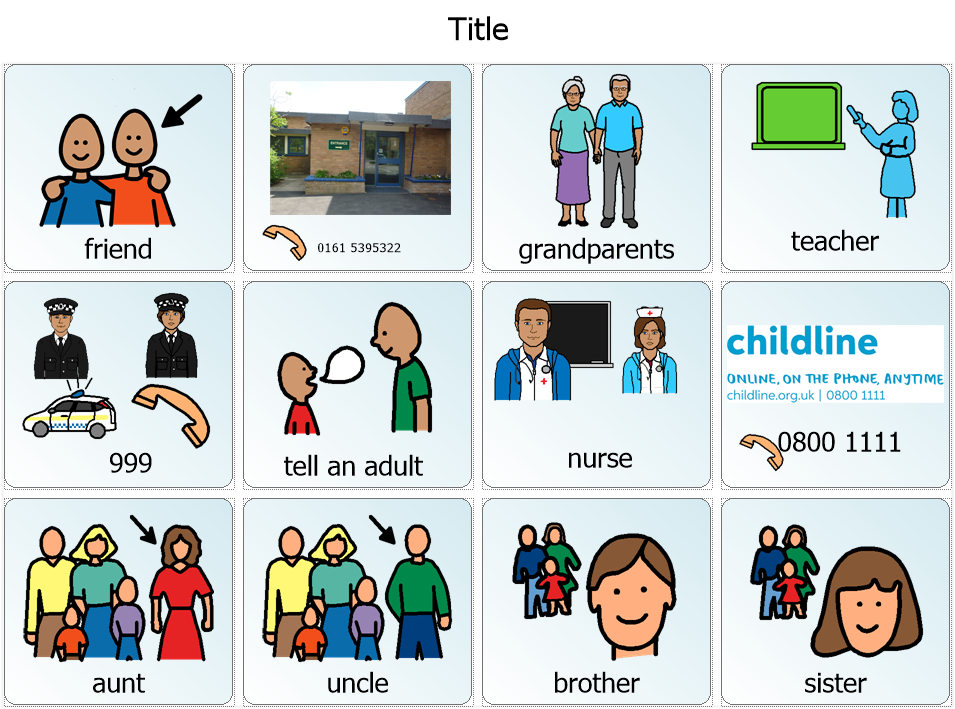 Title
friend
ENTRANCE
0161 5395322
grandparents
teacher
999
tell an adult
nurse
childline
ONLINE, ON THE PHONE, ANYTIME
childline.org.uk | 0800 1111
0800 1111
aunt
uncle
brother
sister